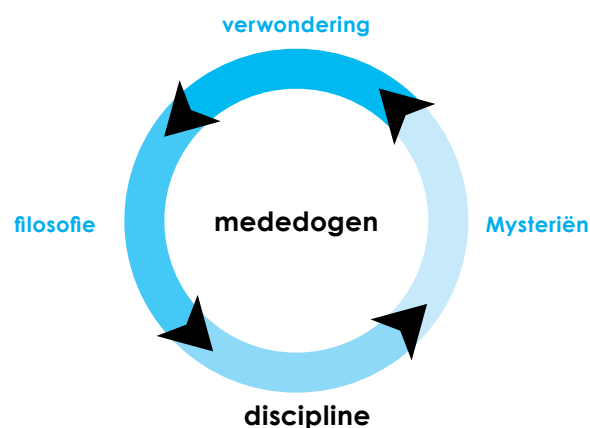 verwondering
filosofie
mededogen
Mysteriën
discipline